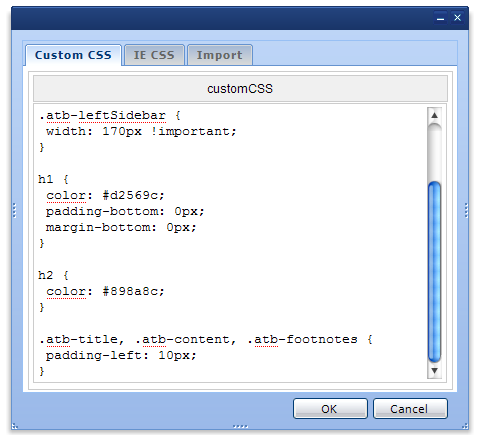 Custom CSS IE CSS Import
customCSS
.atb-leftSidebar {
width: 170px !important;
}
h1 {
color: #d2569c;
padding-bottom: 0px;
margin-bottom: 0px;
}
h2 {
color: #898a8c;
}
.atb-title, .atb-content, .atb-footnotes {
padding-left: 10px;
}
OK Cancel